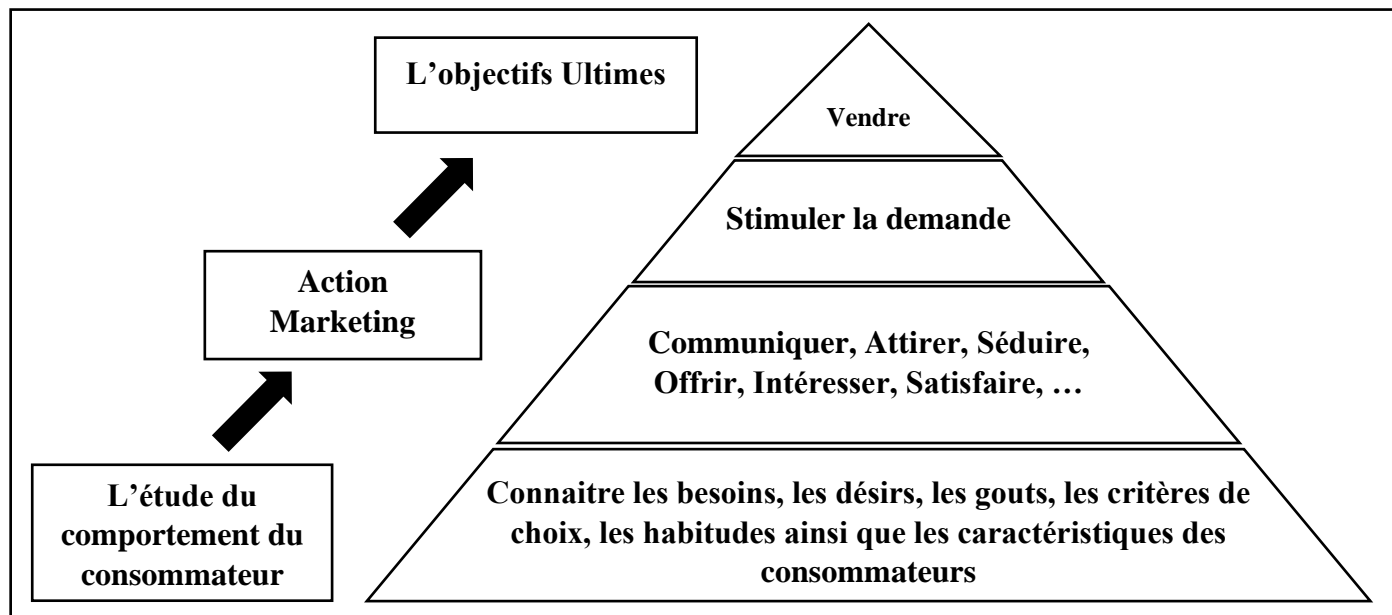 L’objectifs Ultimes
Vendre
Stimuler la demande
Action
Marketing
Communiquer, Attirer, Séduire,
Offrir, Intéresser, Satisfaire, …
L’étude du
comportement du
consommateur
Connaitre les besoins, les désirs, les gouts, les critères de
choix, les habitudes ainsi que les caractéristiques des
consommateurs